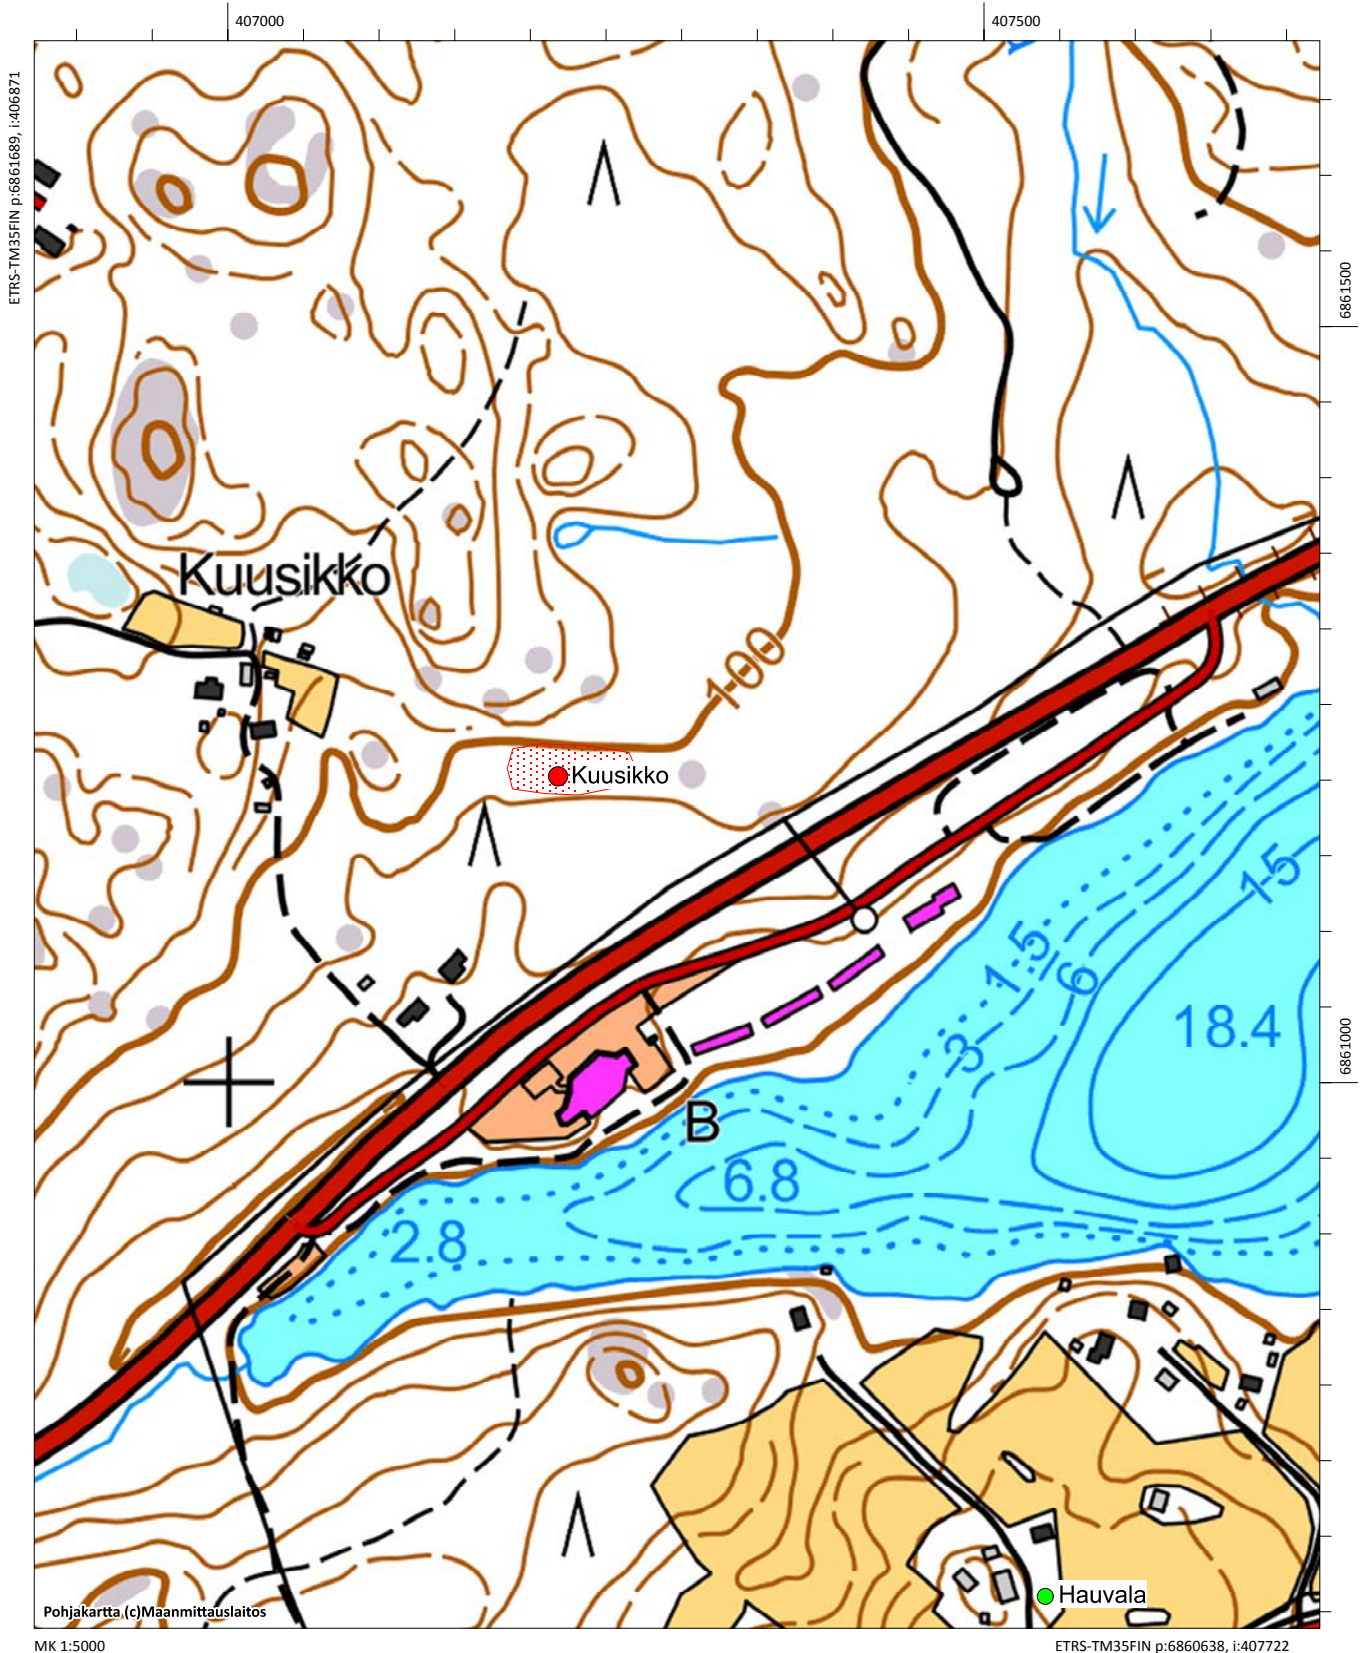 407000
407500
ETRS-TM35FIN p:6861689, i:406871
6861500
Kuusikko
100
Kuusikko
15
1.5
6
18.4
3
6861000
B
6.8
2.8
Hauvala
Pohjakartta (c)Maanmittauslaitos
MK 1:5000
ETRS-TM35FIN p:6860638, i:407722